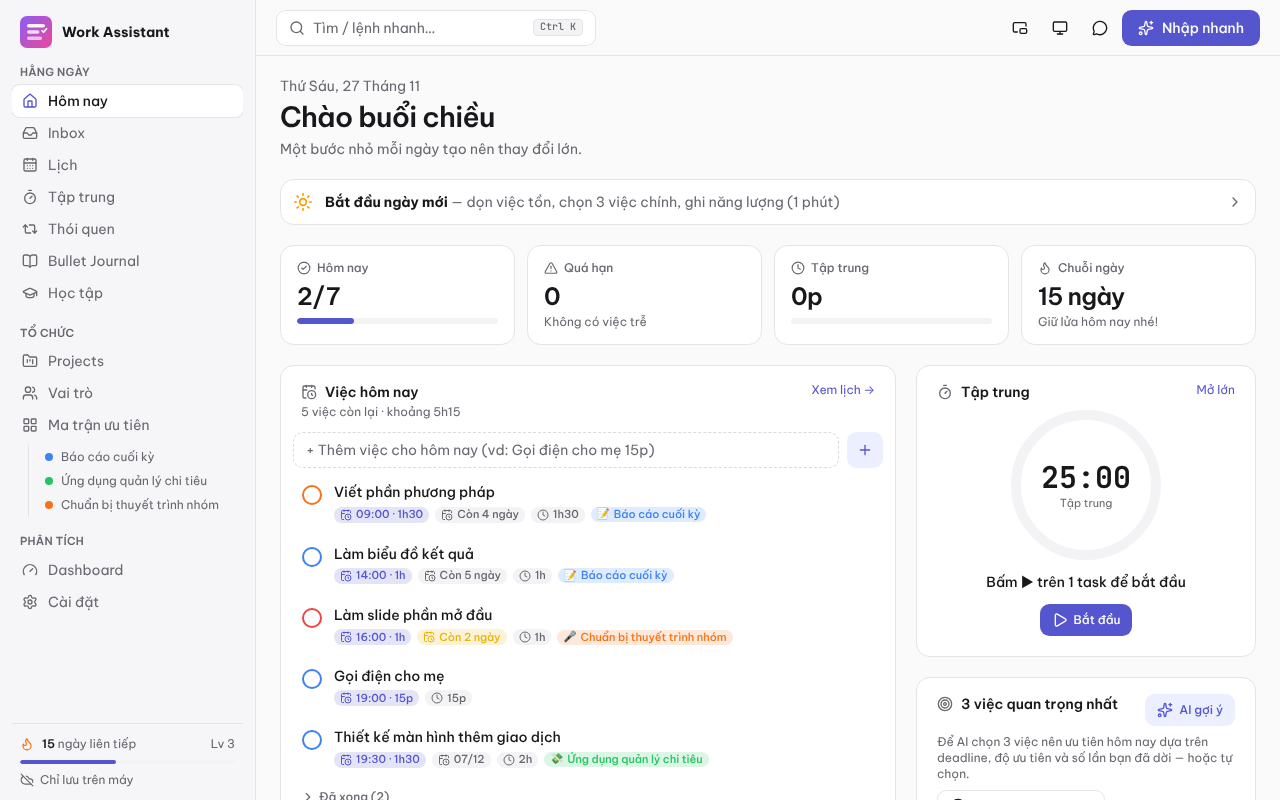 Work Assistant
HẰNG NGÀY
Hôm nay
Inbox
Lịch
Tập trung
Thói quen
Bullet Journal
Học tập
TỔ CHỨC
Projects
Vai trò
Ma trận ưu tiên
Báo cáo cuối kỳ
Ứng dụng quản lý chi tiêu
Chuẩn bị thuyết trình nhóm
PHÂN TÍCH
Dashboard
Cài đặt
15 ngày liên tiếp Lv 3
Chỉ lưu trên máy
Tìm / lệnh nhanh... Ctrl K
Nhập nhanh
Thứ Sáu, 27 Tháng 11
Chào buổi chiều
Một bước nhỏ mỗi ngày tạo nên thay đổi lớn.
Bắt đầu ngày mới — dọn việc tồn, chọn 3 việc chính, ghi năng lượng (1 phút)
Hôm nay
2/7
Quá hạn
0
Không có việc trễ
Tập trung
0p
Chuỗi ngày
15 ngày
Giữ lửa hôm nay nhé!
Việc hôm nay Xem lịch →
5 việc còn lại · khoảng 5h15
+ Thêm việc cho hôm nay (vd: Gọi điện cho mẹ 15p) +
Viết phần phương pháp
09:00 · 1h30 Còn 4 ngày 1h30 📝 Báo cáo cuối kỳ
Làm biểu đồ kết quả
14:00 · 1h Còn 5 ngày 1h 📝 Báo cáo cuối kỳ
Làm slide phần mở đầu
16:00 · 1h Còn 2 ngày 1h 🎤 Chuẩn bị thuyết trình nhóm
Gọi điện cho mẹ
19:00 · 15p 15p
Thiết kế màn hình thêm giao dịch
19:30 · 1h30 07/12 2h 💸 Ứng dụng quản lý chi tiêu
Đã xong (2)
Tập trung Mở lớn
25:00
Tập trung
Bấm ▶ trên 1 task để bắt đầu
Bắt đầu
3 việc quan trọng nhất AI gợi ý
Để AI chọn 3 việc nên ưu tiên hôm nay dựa trên
deadline, độ ưu tiên và số lần bạn đã dời — hoặc tự
chọn.